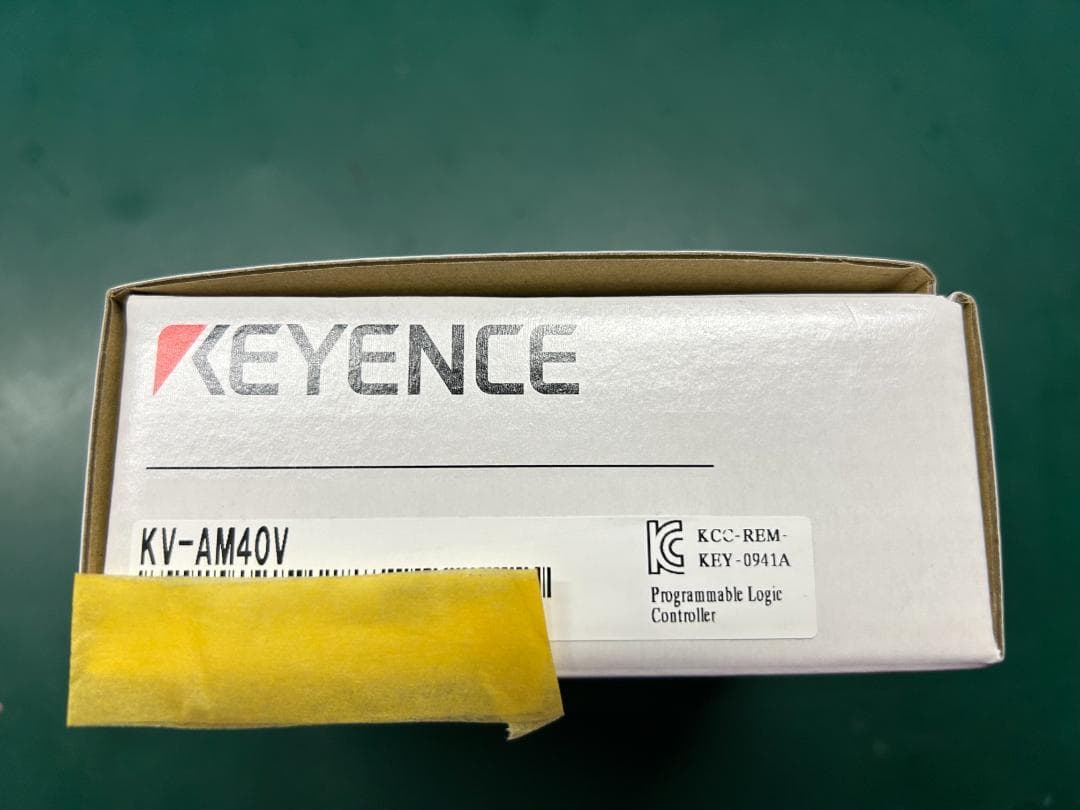 KEYENCE
KV-AM40V
KCC-REM-
KEY-0941A
Programmable Logic
Controller